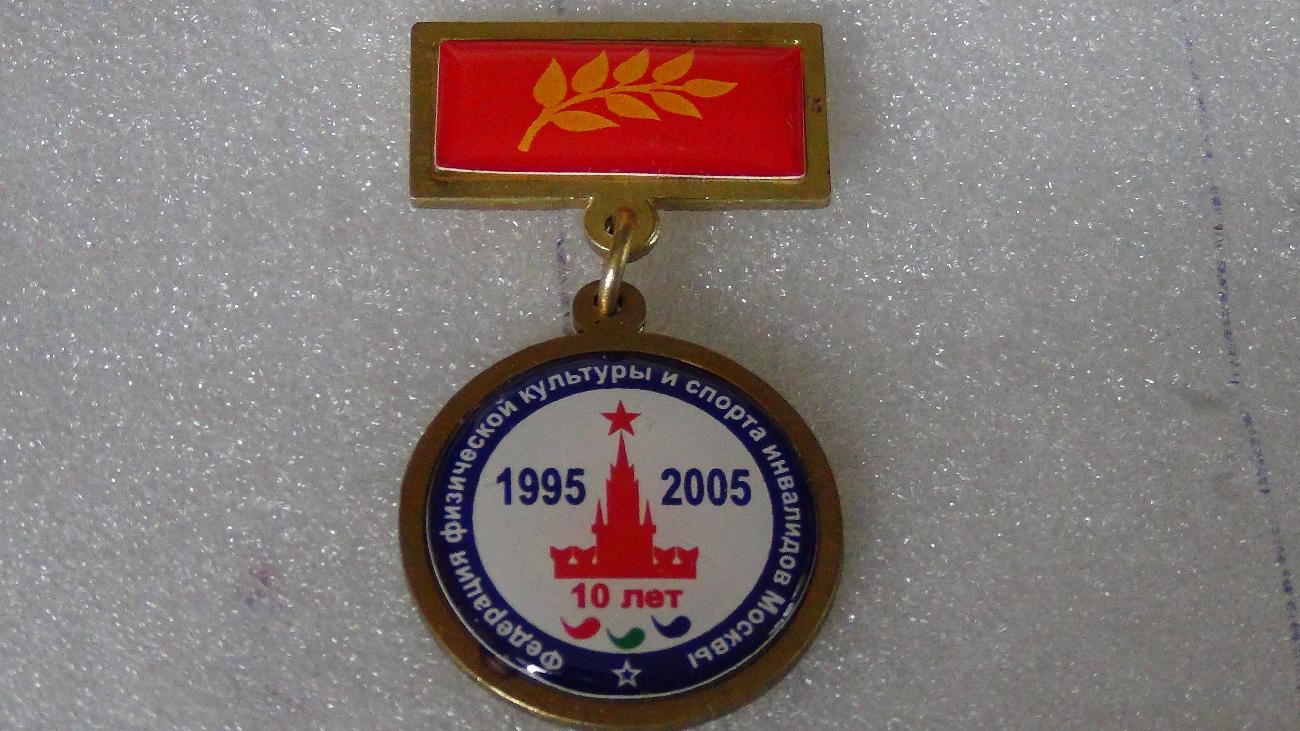 Федерация физической культуры и спорта инвалидов Москвы
1995 2005
10 лет